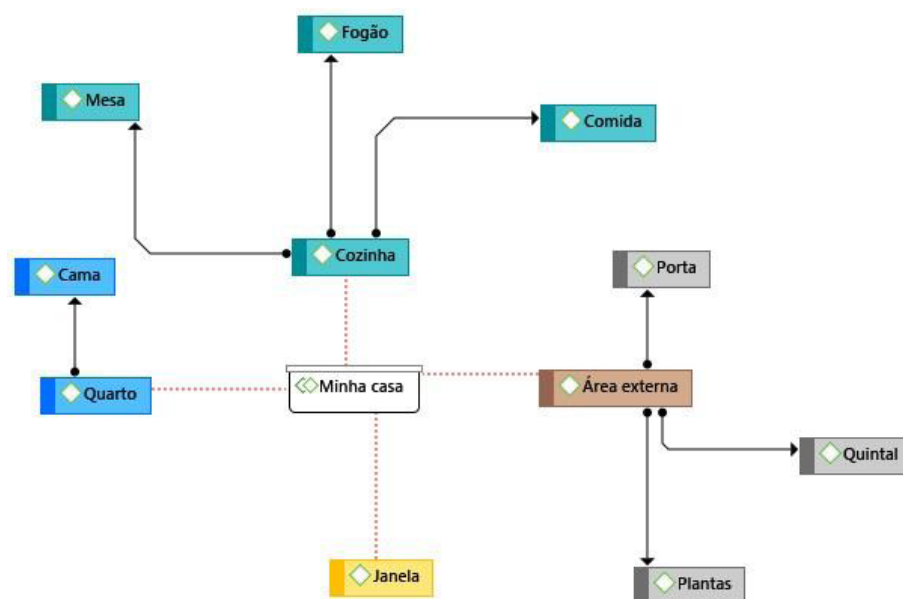 Fogão
Mesa
Comida
Cozinha
Cama
Porta
Quarto
Minha casa
Área externa
Quintal
Janela
Plantas